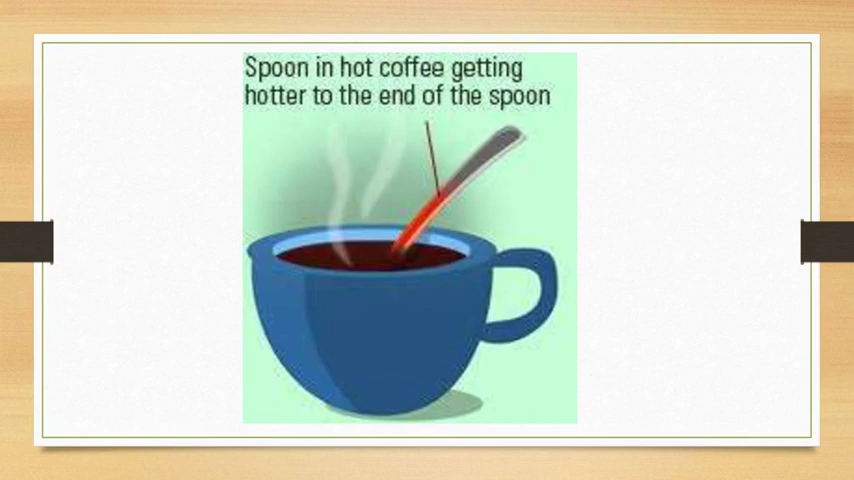 Spoon in hot coffee getting
hotter to the end of the spoon